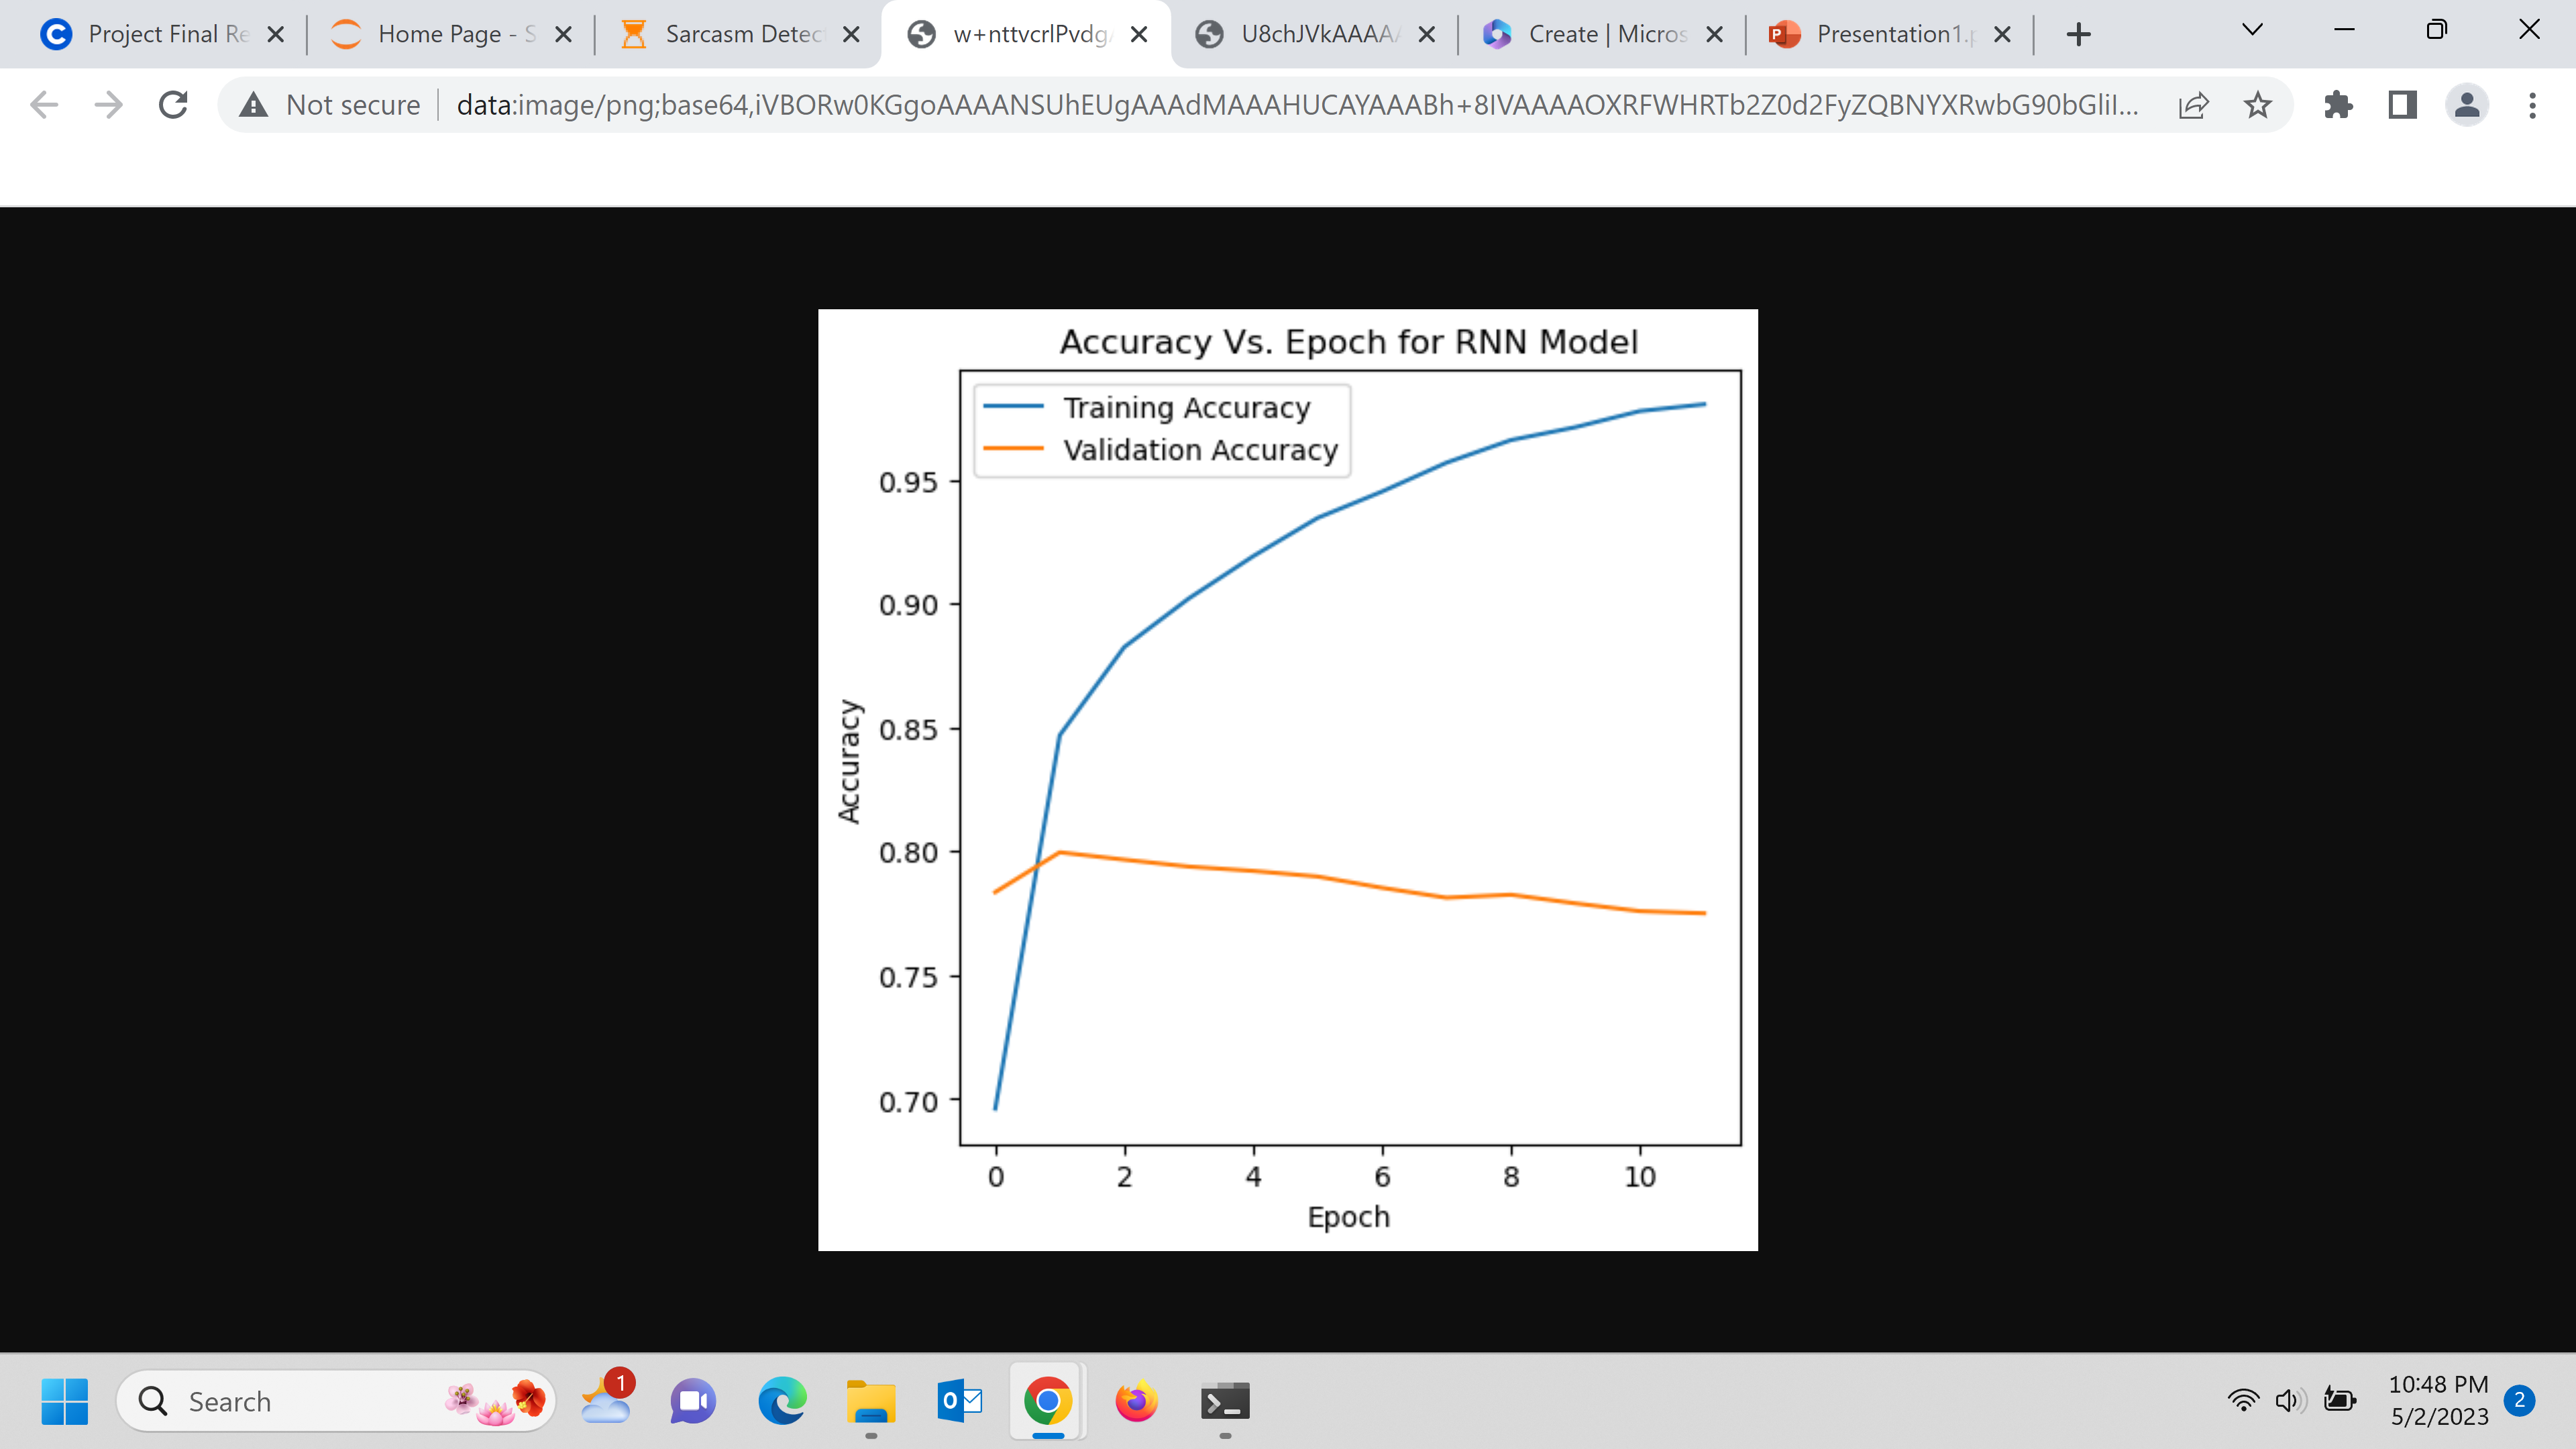 Project Final Re
Home Page - S
Sarcasm Detec
w+nttvcrlPvdg
U8chJVkAAAAA
Create | Micros
Presentation1.p
Not secure
data:image/png;base64,iVBORw0KGgoAAAANSUhEUgAAAdMAAAHUCAYAAABh+8IVAAAAOXRFWHRTb2Z0d2FyZQBNYXRwbG90bGliI...
Accuracy Vs. Epoch for RNN Model
Training Accuracy
Validation Accuracy
0.95
0.90
0.85
0.80
0.75
0.70
Accuracy
0 2 4 6 8 10
Epoch
Search
1
10:48 PM
5/2/2023
2